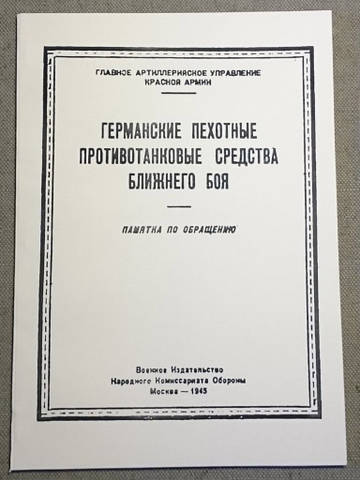 ГЛАВНОЕ АРТИЛЛЕРИЙСКОЕ УПРАВЛЕНИЕ
КРАСНОЙ АРМИИ
ГЕРМАНСКИЕ ПЕХОТНЫЕ
ПРОТИВОТАНКОВЫЕ СРЕДСТВА
БЛИЖНЕГО БОЯ
ПАМЯТКА ПО ОБРАЩЕНИЮ
Военное Издательство
Народного Комиссариата Обороны
Москва — 1945